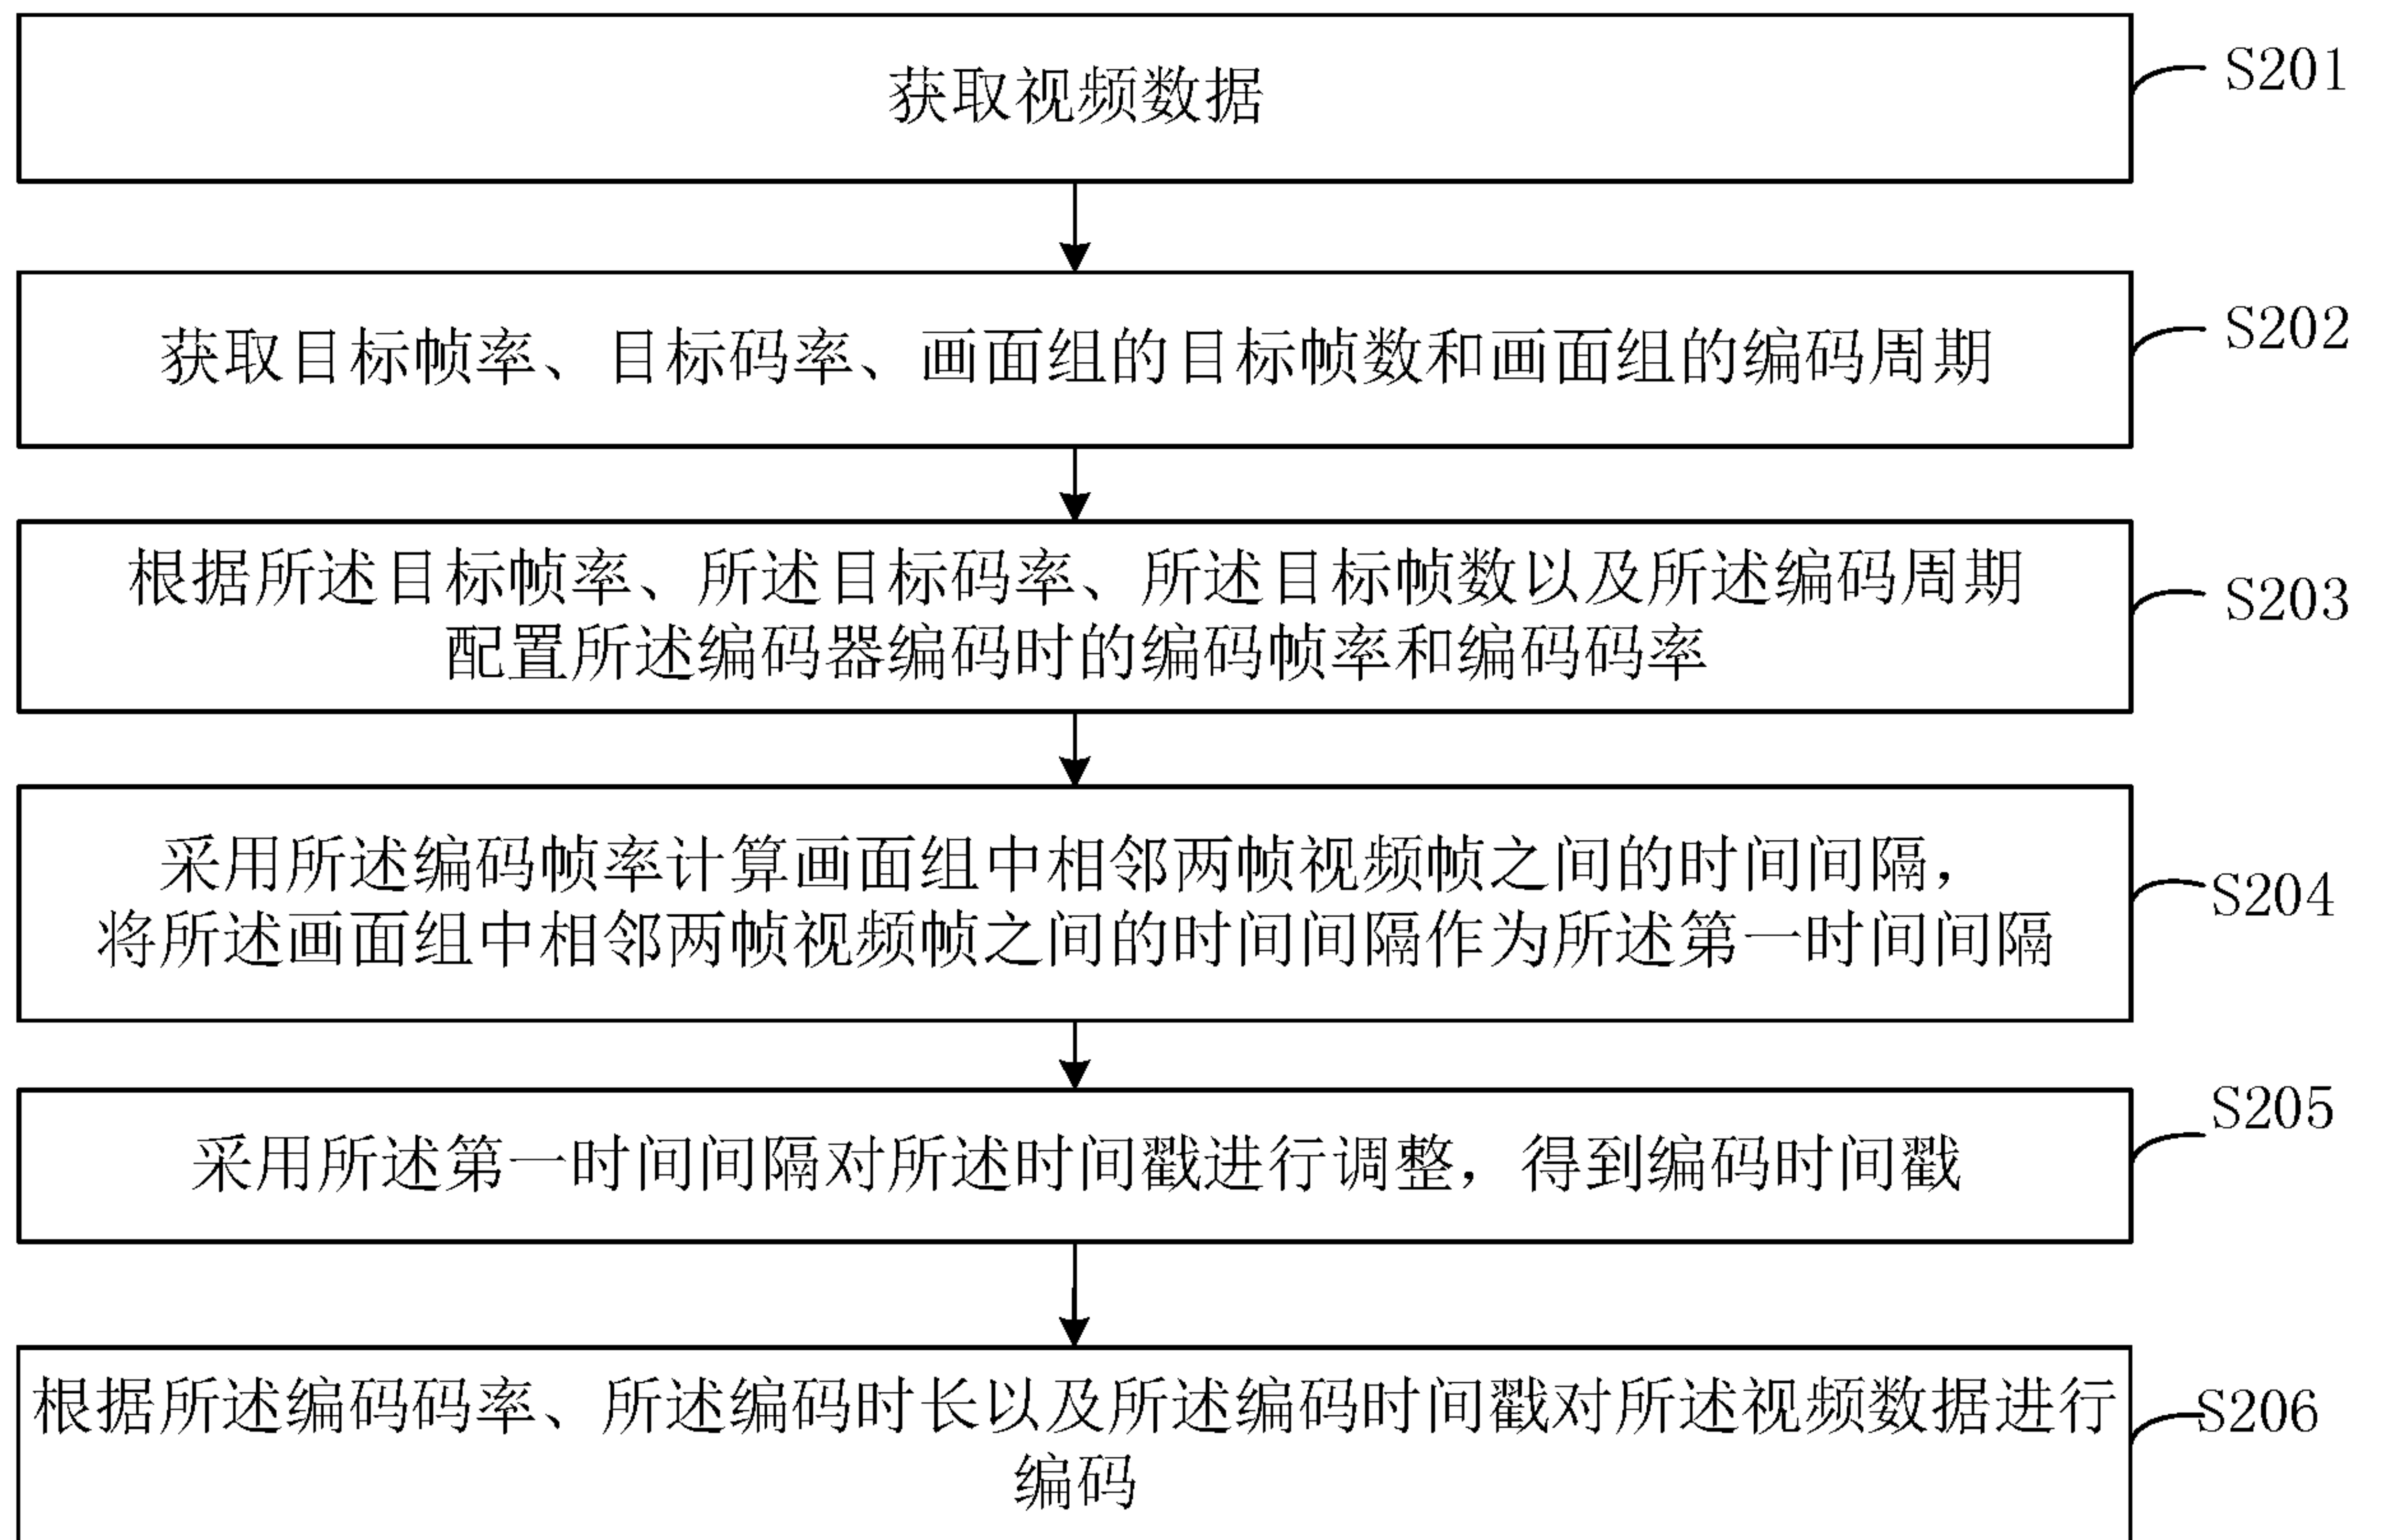 获取视频数据
S201
获取目标帧率、目标码率、画面组的目标帧数和画面组的编码周期
S202
根据所述目标帧率、所述目标码率、所述目标帧数以及所述编码周期
配置所述编码器编码时的编码帧率和编码码率
S203
采用所述编码帧率计算画面组中相邻两帧视频帧之间的时间间隔，
将所述画面组中相邻两帧视频帧之间的时间间隔作为所述第一时间间隔
S204
采用所述第一时间间隔对所述时间戳进行调整，得到编码时间戳
S205
根据所述编码码率、所述编码时长以及所述编码时间戳对所述视频数据进行
编码
S206